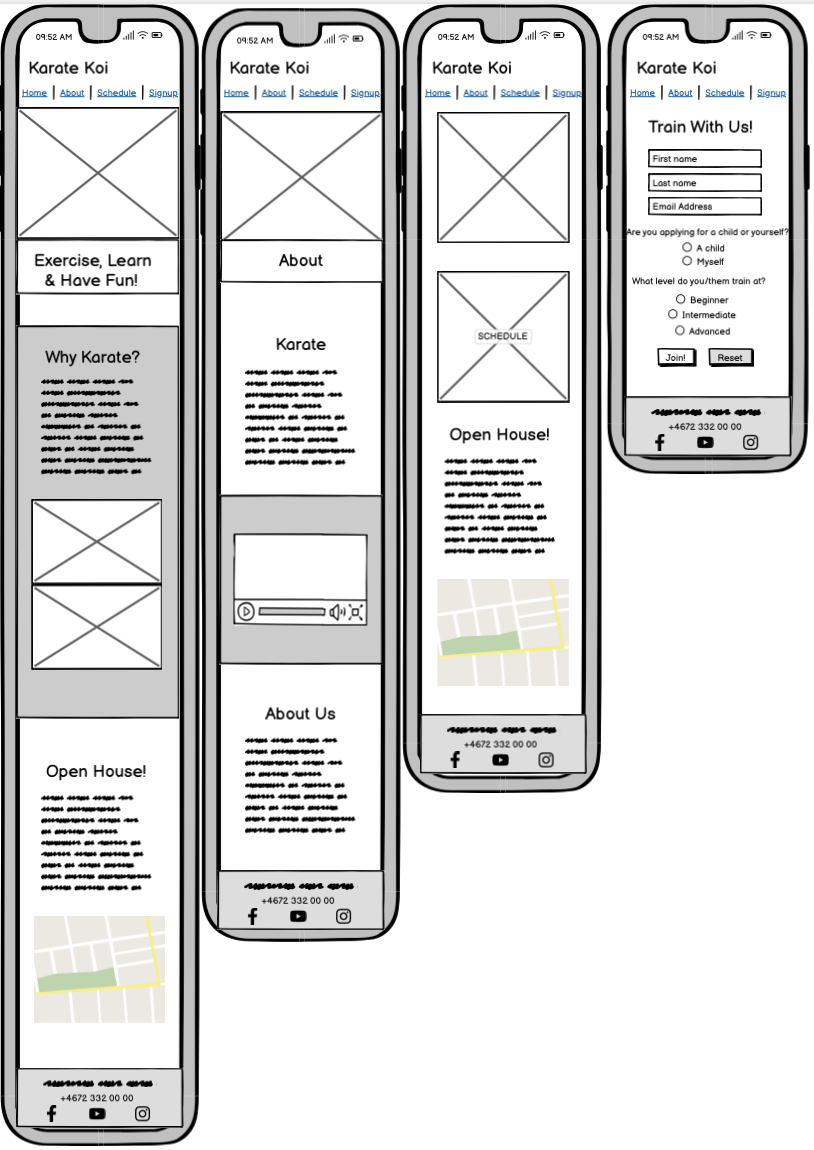 09:52 AM
Karate Koi
Home | About | Schedule | Signup
Exercise, Learn
& Have Fun!
Why Karate?
Open House!
+4672 332 00 00
09:52 AM
Karate Koi
Home | About | Schedule | Signup
About
Karate
About Us
+4672 332 00 00
09:52 AM
Karate Koi
Home | About | Schedule | Signup
SCHEDULE
Open House!
+4672 332 00 00
09:52 AM
Karate Koi
Home | About | Schedule | Signup
Train With Us!
First name
Last name
Email Address
Are you applying for a child or yourself?
A child
Myself
What level do you/them train at?
Beginner
Intermediate
Advanced
Join! Reset
+4672 332 00 00